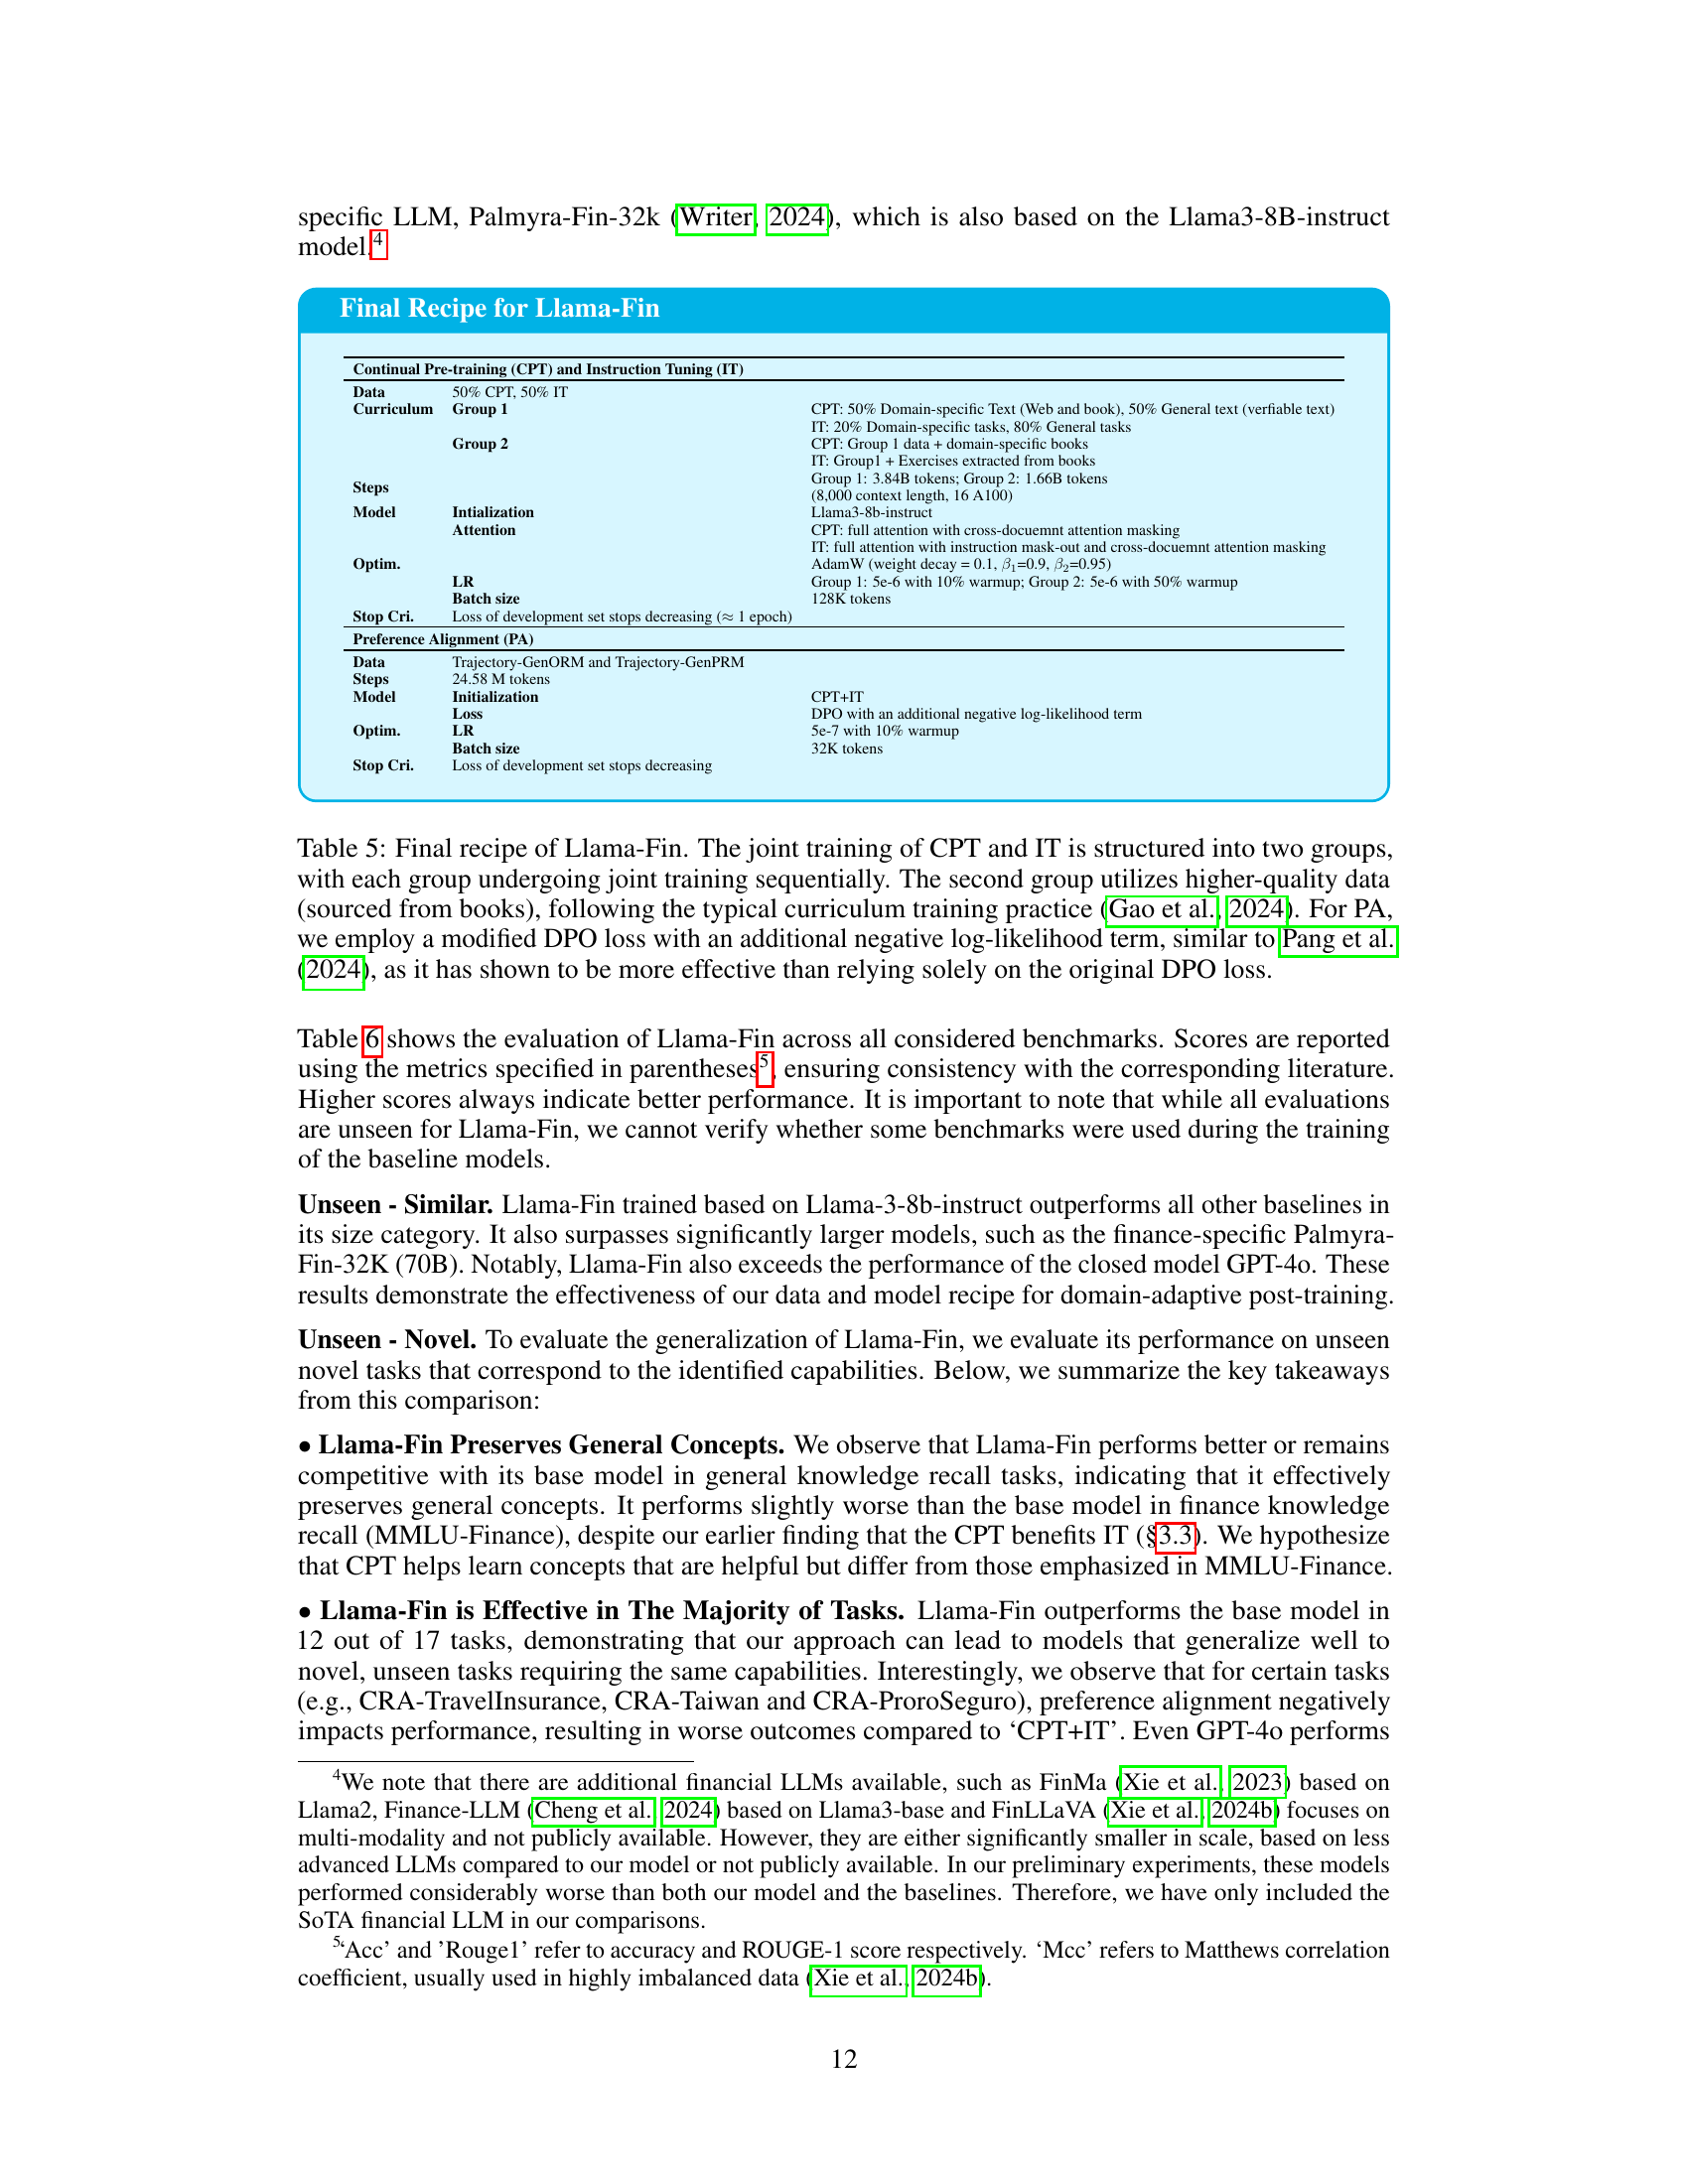 specific LLM, Palmyra-Fin-32k (Writer, 2024), which is also based on the Llama3-8B-instruct
model.4
Final Recipe for Llama-Fin
Continual Pre-training (CPT) and Instruction Tuning (IT)
Data 50% CPT, 50% IT
Curriculum Group 1 CPT: 50% Domain-specific Text (Web and book), 50% General text (verfiable text)
IT: 20% Domain-specific tasks, 80% General tasks
Group 2 CPT: Group 1 data + domain-specific books
IT: Group1 + Exercises extracted from books
Steps Group 1: 3.84B tokens; Group 2: 1.66B tokens
(8,000 context length, 16 A100)
Model Intialization Llama3-8b-instruct
Attention CPT: full attention with cross-docuemnt attention masking
IT: full attention with instruction mask-out and cross-docuemnt attention masking
Optim. AdamW (weight decay = 0.1, β1=0.9, β2=0.95)
LR Group 1: 5e-6 with 10% warmup; Group 2: 5e-6 with 50% warmup
Batch size 128K tokens
Stop Cri. Loss of development set stops decreasing (≈ 1 epoch)
Preference Alignment (PA)
Data Trajectory-GenORM and Trajectory-GenPRM
Steps 24.58 M tokens
Model Initialization CPT+IT
Loss DPO with an additional negative log-likelihood term
Optim. LR 5e-7 with 10% warmup
Batch size 32K tokens
Stop Cri. Loss of development set stops decreasing
Table 5: Final recipe of Llama-Fin. The joint training of CPT and IT is structured into two groups,
with each group undergoing joint training sequentially. The second group utilizes higher-quality data
(sourced from books), following the typical curriculum training practice (Gao et al., 2024). For PA,
we employ a modified DPO loss with an additional negative log-likelihood term, similar to Pang et al.
(2024), as it has shown to be more effective than relying solely on the original DPO loss.
Table 6 shows the evaluation of Llama-Fin across all considered benchmarks. Scores are reported
using the metrics specified in parentheses5, ensuring consistency with the corresponding literature.
Higher scores always indicate better performance. It is important to note that while all evaluations
are unseen for Llama-Fin, we cannot verify whether some benchmarks were used during the training
of the baseline models.
Unseen - Similar. Llama-Fin trained based on Llama-3-8b-instruct outperforms all other baselines in
its size category. It also surpasses significantly larger models, such as the finance-specific Palmyra-
Fin-32K (70B). Notably, Llama-Fin also exceeds the performance of the closed model GPT-4o. These
results demonstrate the effectiveness of our data and model recipe for domain-adaptive post-training.
Unseen - Novel. To evaluate the generalization of Llama-Fin, we evaluate its performance on unseen
novel tasks that correspond to the identified capabilities. Below, we summarize the key takeaways
from this comparison:
• Llama-Fin Preserves General Concepts. We observe that Llama-Fin performs better or remains
competitive with its base model in general knowledge recall tasks, indicating that it effectively
preserves general concepts. It performs slightly worse than the base model in finance knowledge
recall (MMLU-Finance), despite our earlier finding that the CPT benefits IT (§3.3). We hypothesize
that CPT helps learn concepts that are helpful but differ from those emphasized in MMLU-Finance.
• Llama-Fin is Effective in The Majority of Tasks. Llama-Fin outperforms the base model in
12 out of 17 tasks, demonstrating that our approach can lead to models that generalize well to
novel, unseen tasks requiring the same capabilities. Interestingly, we observe that for certain tasks
(e.g., CRA-TravelInsurance, CRA-Taiwan and CRA-ProroSeguro), preference alignment negatively
impacts performance, resulting in worse outcomes compared to ‘CPT+IT’. Even GPT-4o performs
4We note that there are additional financial LLMs available, such as FinMa (Xie et al., 2023) based on
Llama2, Finance-LLM (Cheng et al., 2024) based on Llama3-base and FinLLaVA (Xie et al., 2024b) focuses on
multi-modality and not publicly available. However, they are either significantly smaller in scale, based on less
advanced LLMs compared to our model or not publicly available. In our preliminary experiments, these models
performed considerably worse than both our model and the baselines. Therefore, we have only included the
SoTA financial LLM in our comparisons.
5‘Acc’ and ’Rouge1’ refer to accuracy and ROUGE-1 score respectively. ‘Mcc’ refers to Matthews correlation
coefficient, usually used in highly imbalanced data (Xie et al., 2024b).
12